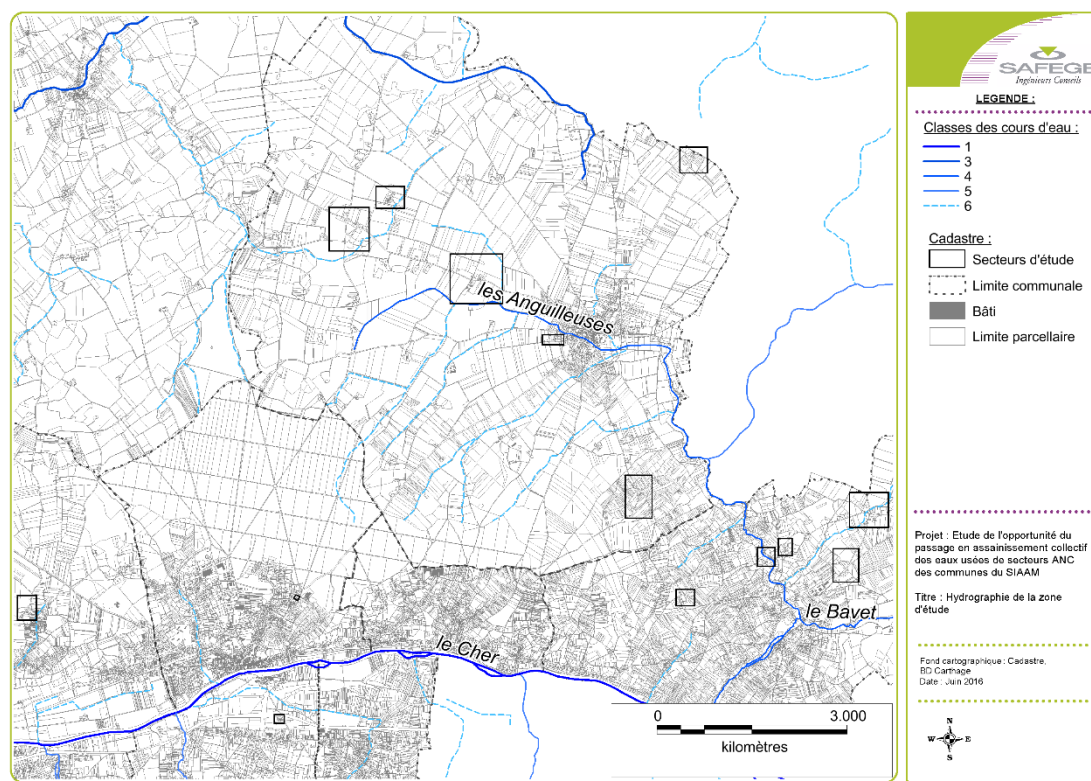 les Anguilleuses
le Bavet
le Cher
0 3.000
kilomètres
SAFEGE
Ingénieurs Conseils
LEGENDE :
Classes des cours d'eau :
1
3
4
5
6
Cadastre :
Secteurs d'étude
Limite communale
Bâti
Limite parcellaire
Projet : Etude de l'opportunité du
passage en assainissement collectif
des eaux usées de secteurs ANC
des communes du SIAAM
Titre : Hydrographie de la zone
d'étude
Fond cartographique : Cadastre,
BD Carthage
Date : Juin 2016
N
W E
S